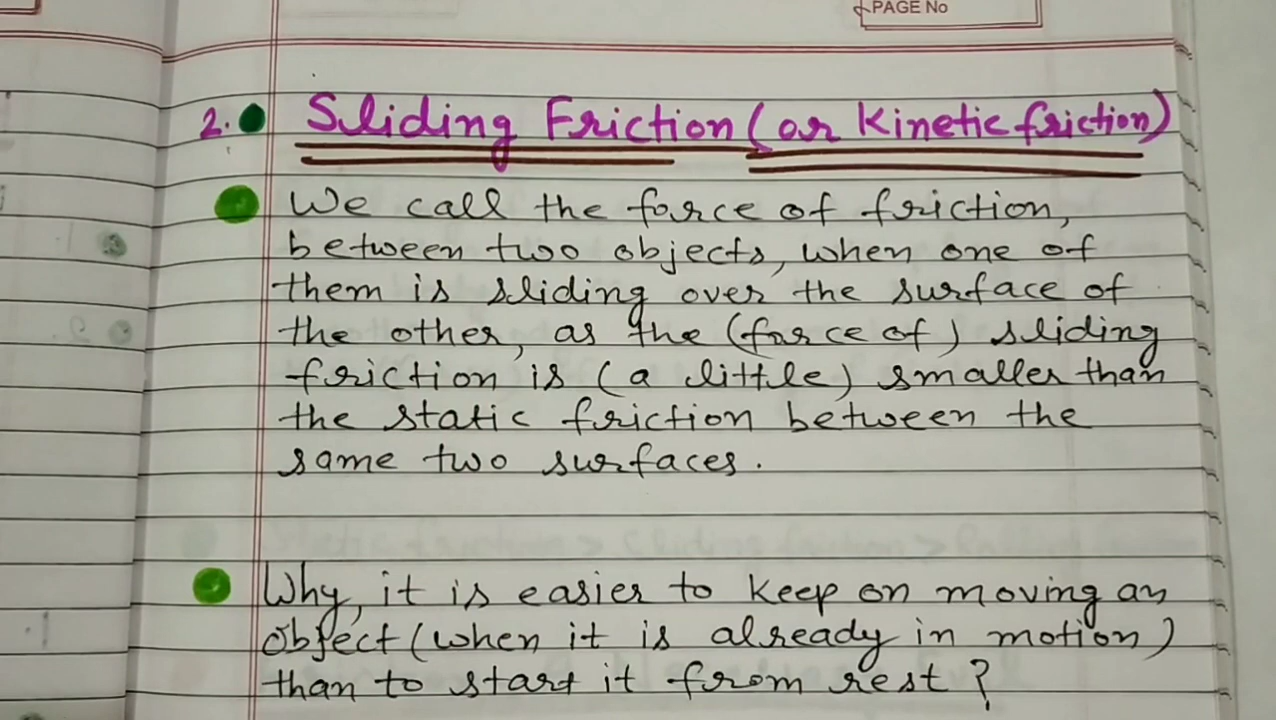 PAGE No
2. Sliding Friction (or Kinetic friction)
We call the force of friction,
between two objects, when one of
them is sliding over the surface of
the other, as the (force of) sliding
friction is (a little) smaller than
the static friction between the
same two surfaces.
Why, it is easier to keep on moving an
object (when it is already in motion)
than to start it from rest?